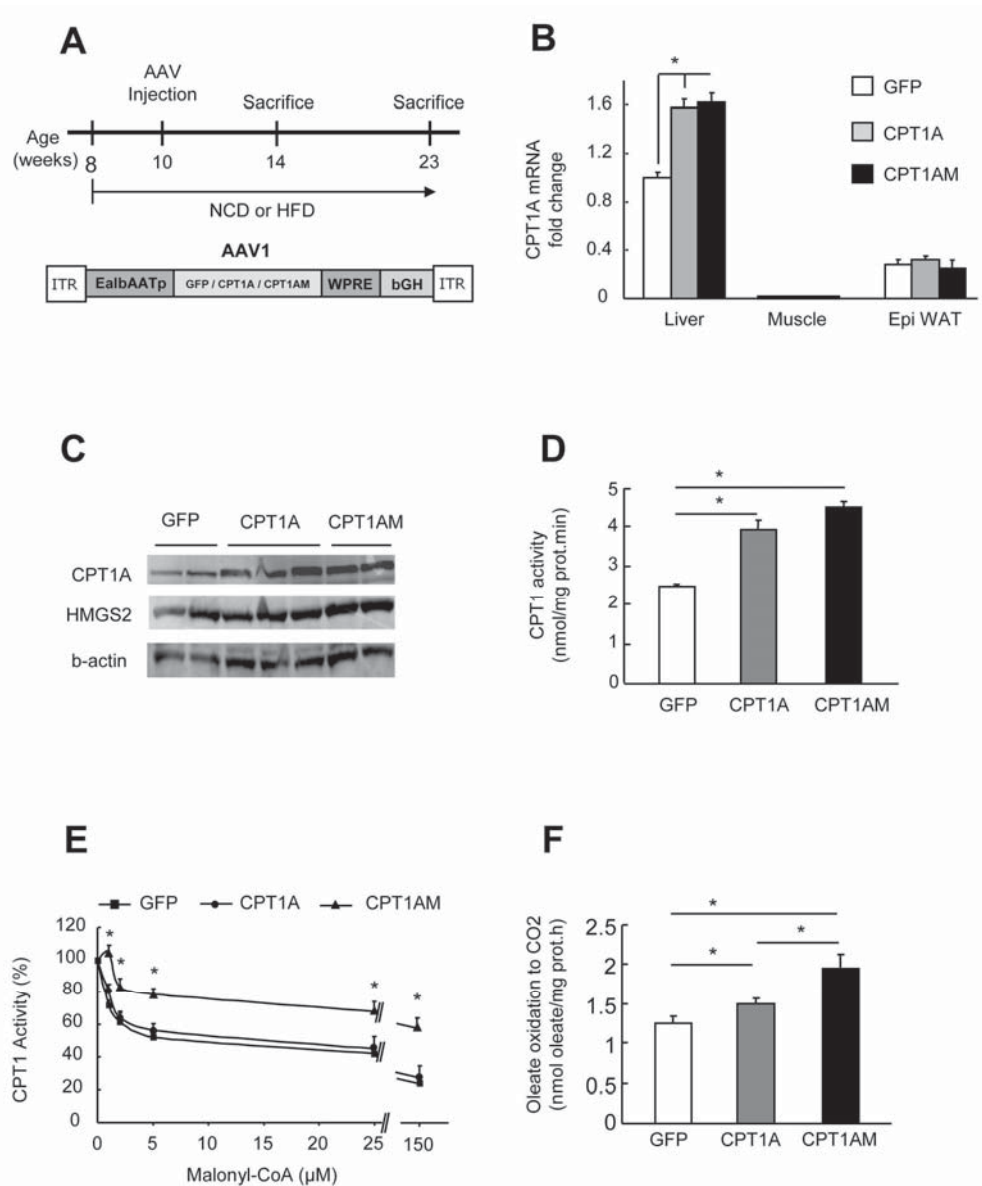 A
AAV
Injection
Sacrifice
Sacrifice
Age
(weeks)
8
10
14
23
NCD or HFD
AAV1
ITR
EalbAATp
GFP / CPT1A / CPT1AM
WPRE
bGH
ITR
B
*
GFP
CPT1A
CPT1AM
CPT1A mRNA
fold change
1.6
1.2
0.8
0.4
0
Liver
Muscle
Epi WAT
C
GFP
CPT1A
CPT1AM
CPT1A
HMGS2
b-actin
D
*
*
CPT1 activity
(nmol/mg prot.min)
5
4
3
2
1
0
GFP
CPT1A
CPT1AM
E
GFP
CPT1A
CPT1AM
CPT1 Activity (%)
120
100
80
60
40
20
0
*
*
*
*
*
0
5
10
15
20
25
150
Malonyl-CoA (µM)
F
*
*
*
Oleate oxidation to CO2
(nmol oleate/mg prot.h)
2.5
2
1.5
1
0.5
0
GFP
CPT1A
CPT1AM